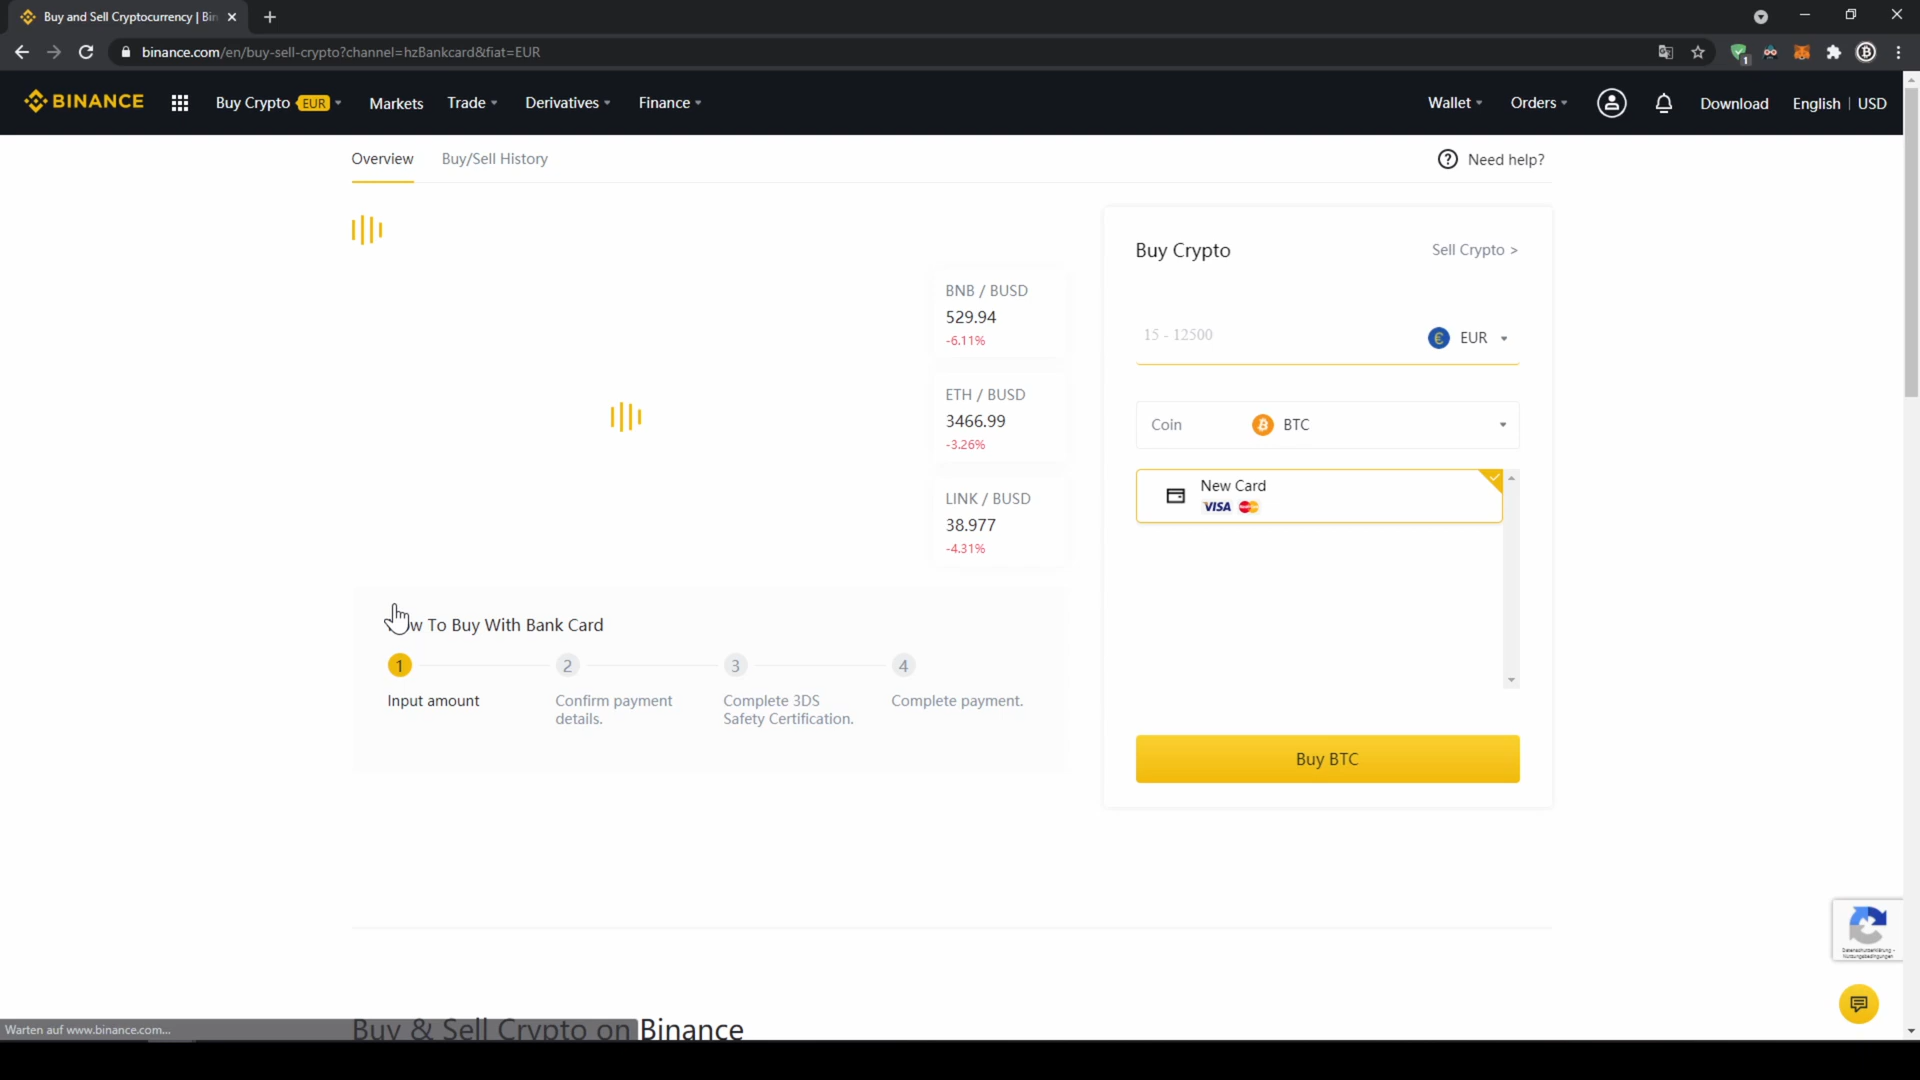 Buy and Sell Cryptocurrency | Bin
binance.com/en/buy-sell-crypto?channel=hzBankcard&fiat=EUR
1
BINANCE
Buy Crypto EUR
Markets
Trade
Derivatives
Finance
Wallet
Orders
Download
English | USD
Overview
Buy/Sell History
Need help?
BNB / BUSD
529.94
-6.11%
ETH / BUSD
3466.99
-3.26%
LINK / BUSD
38.977
-4.31%
Buy Crypto
Sell Crypto >
15 - 12500
EUR
Coin
BTC
New Card
VISA
Buy BTC
To Buy With Bank Card
1
2
3
4
Input amount
Confirm payment
details.
Complete 3DS
Safety Certification.
Complete payment.
Datenschutzerklärung -
Nutzungsbedingungen
Warten auf www.binance.com...
Buy & Sell Crypto on Binance